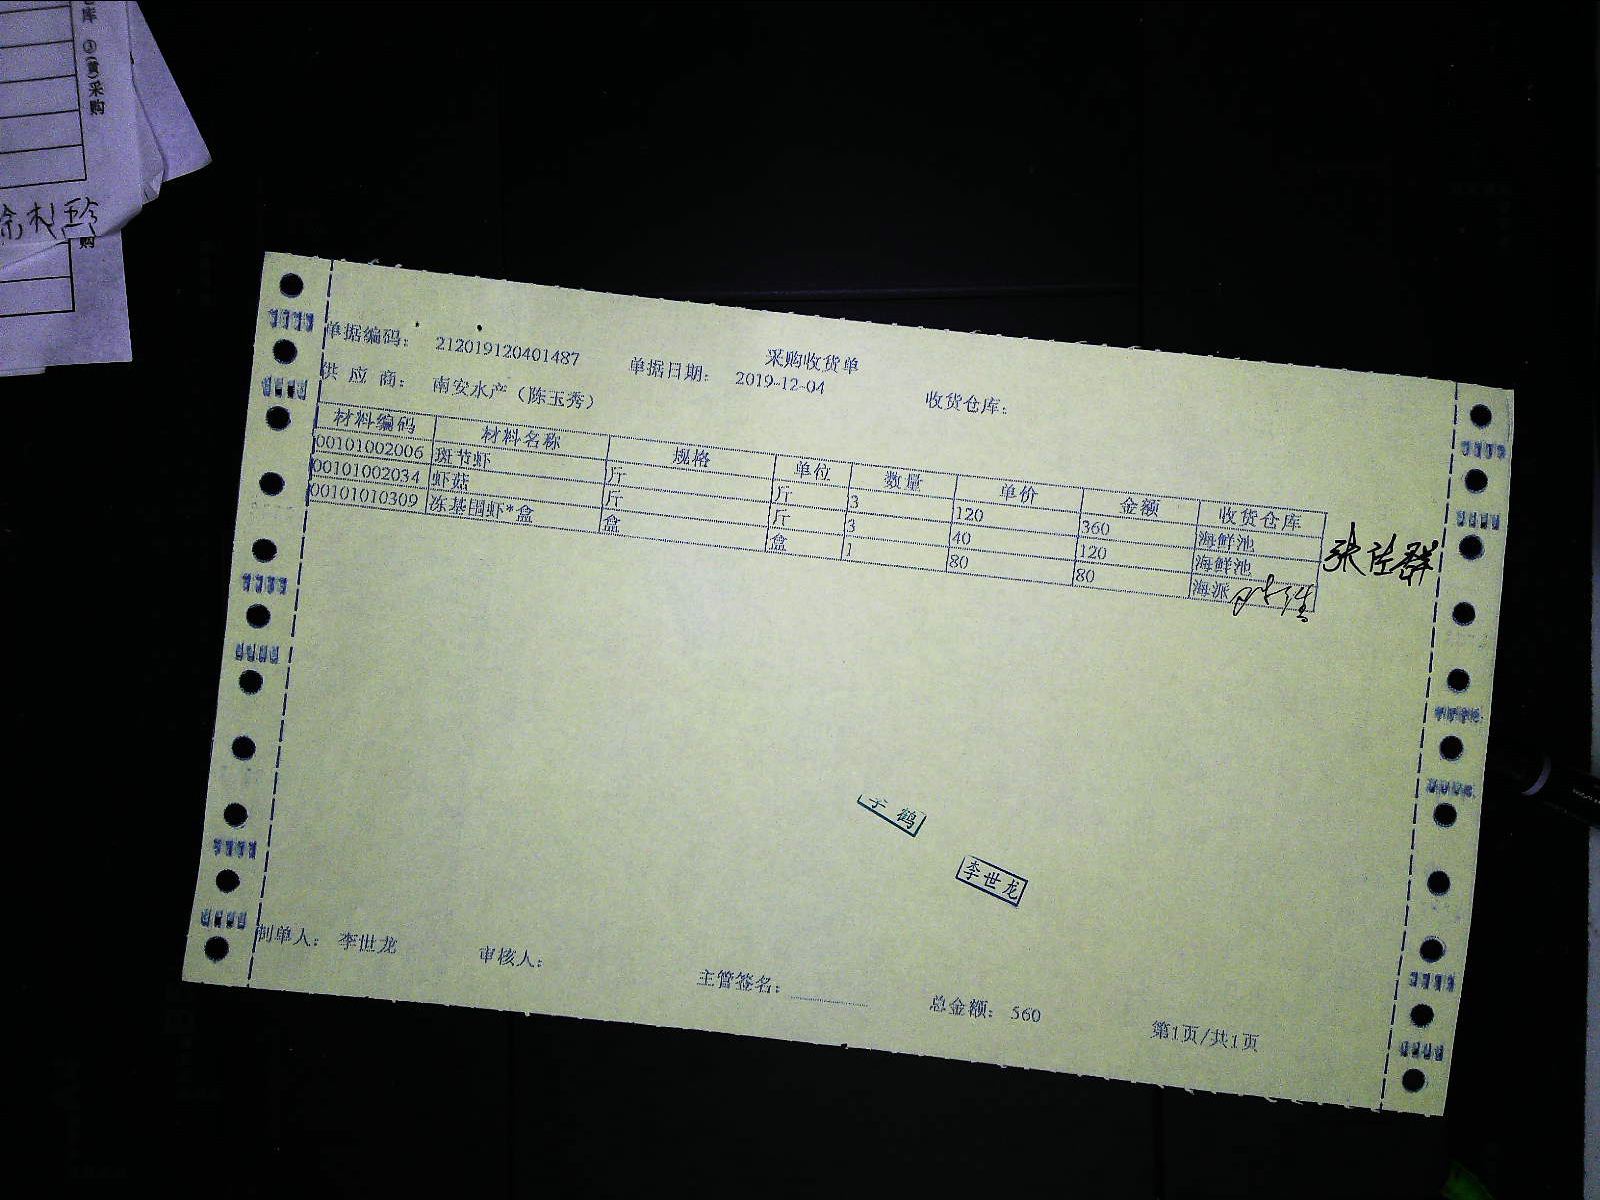 库 ③(黄)采购
购
采购收货单
单据编码： 212019120401487 单据日期： 2019-12-04 收货仓库：
供 应 商： 南安水产（陈玉秀）
材料编码 材料名称 规格 单位 数量 单价 金额 收货仓库
00101002006 斑节虾 斤 斤 3 120 360 海鲜池
00101002034 虾菇 斤 斤 3 40 120 海鲜池
00101010309 冻基围虾*盒 盒 盒 1 80 80 海派
李鹤
李世龙
制单人： 李世龙 审核人： 主管签名： 总金额： 560 第1页/共1页